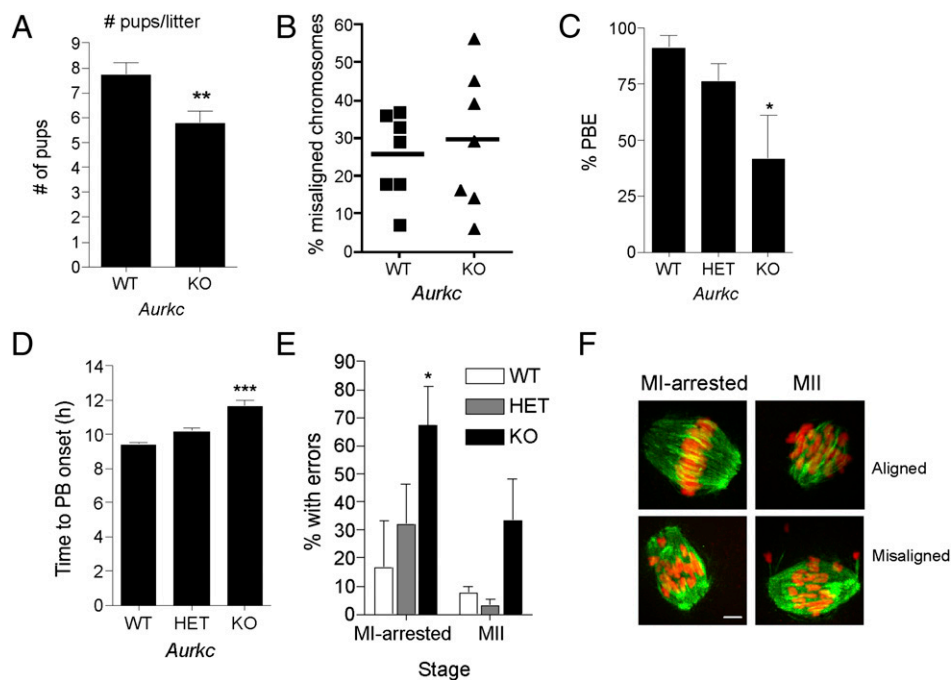 A
# pups/litter
# of pups
9
8
7
6
5
4
3
2
1
0
**
WT
KO
Aurkc
B
% misaligned chromosomes
60
50
40
30
20
10
0
WT
KO
Aurkc
C
% PBE
100
75
50
25
0
*
WT
HET
KO
Aurkc
D
Time to PB onset (h)
14
12
10
8
6
4
2
0
***
WT
HET
KO
Aurkc
E
% with errors
90
80
70
60
50
40
30
20
10
0
*
WT
HET
KO
MI-arrested
MII
Stage
F
MI-arrested
MII
Aligned
Misaligned